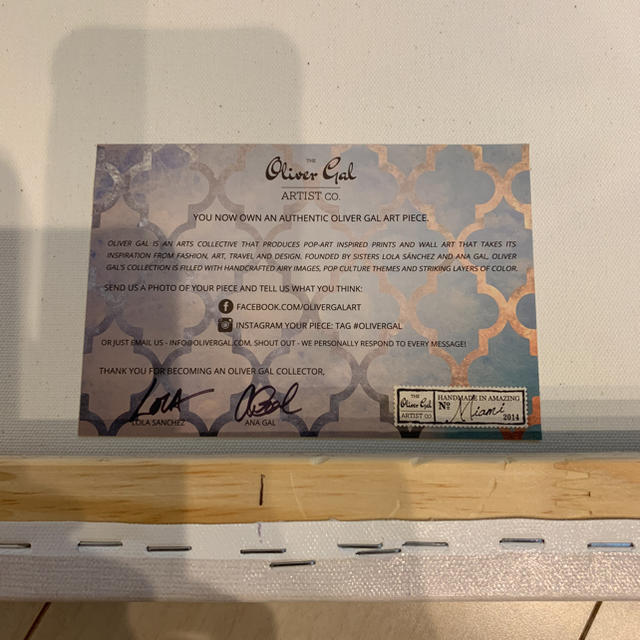 THE
Oliver Gal
ARTIST CO.
YOU NOW OWN AN AUTHENTIC OLIVER GAL ART PIECE.
OLIVER GAL IS AN ARTS COLLECTIVE THAT PRODUCES POP-ART INSPIRED PRINTS AND WALL ART THAT TAKES ITS
INSPIRATION FROM FASHION, ART, TRAVEL AND DESIGN. FOUNDED BY SISTERS LOLA SÁNCHEZ AND ANA GAL, OLIVER
GAL'S COLLECTION IS FILLED WITH HANDCRAFTED AIRY IMAGES, POP CULTURE THEMES AND STRIKING LAYERS OF COLOR.
SEND US A PHOTO OF YOUR PIECE AND TELL US WHAT YOU THINK:
FACEBOOK.COM/OLIVERGALART
INSTAGRAM YOUR PIECE: TAG #OLIVERGAL
OR JUST EMAIL US - INFO@OLIVERGAL.COM, SHOUT OUT - WE PERSONALLY RESPOND TO EVERY MESSAGE!
THANK YOU FOR BECOMING AN OLIVER GAL COLLECTOR,
LOLA
LOLA SANCHEZ
ANA GAL
THE
Oliver Gal
ARTIST CO.
HANDMADE IN AMAZING
Nº Miami
2014